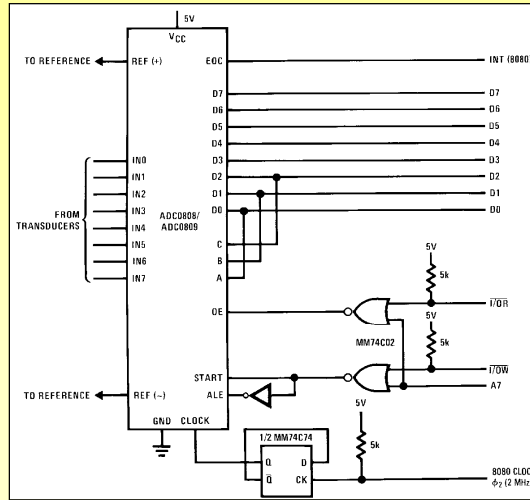 5V
VCC
TO REFERENCE
REF (+)
EOC
INT (8080)
D7
D7
D6
D6
D5
D5
D4
D4
IN0
D3
D3
IN1
D2
D2
IN2
D1
D1
IN3
D0
D0
FROM
TRANSDUCERS
ADC0808/
ADC0809
IN4
IN5
C
IN6
B
IN7
A
5V
5k
OE
I/OR
MM74C02
5V
5k
START
I/OW
TO REFERENCE
REF (~)
ALE
A7
GND
CLOCK
5V
1/2 MM74C74
5k
Q
D
Q
CK
8080 CLOC
ϕ2 (2 MHz